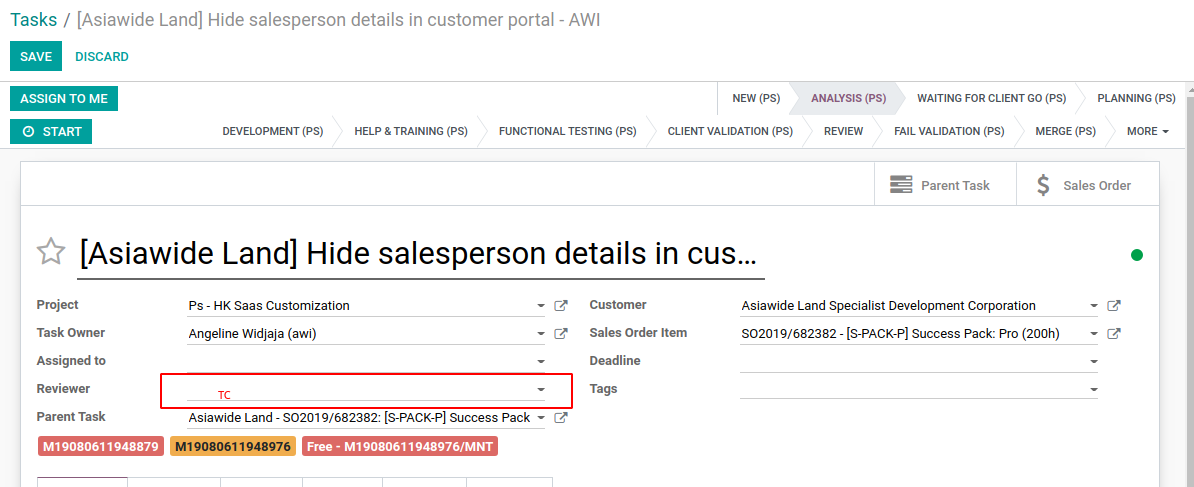 Tasks / [Asiawide Land] Hide salesperson details in customer portal - AWI
SAVE DISCARD
ASSIGN TO ME NEW (PS) ANALYSIS (PS) WAITING FOR CLIENT GO (PS) PLANNING (PS)
START DEVELOPMENT (PS) HELP & TRAINING (PS) FUNCTIONAL TESTING (PS) CLIENT VALIDATION (PS) REVIEW FAIL VALIDATION (PS) MERGE (PS) MORE
Parent Task $ Sales Order
[Asiawide Land] Hide salesperson details in cus...
Project Ps - HK Saas Customization Customer Asiawide Land Specialist Development Corporation
Task Owner Angeline Widjaja (awi) Sales Order Item SO2019/682382 - [S-PACK-P] Success Pack: Pro (200h)
Assigned to Deadline
Reviewer TC Tags
Parent Task Asiawide Land - SO2019/682382: [S-PACK-P] Success Pack
M19080611948879 M19080611948976 Free - M19080611948976/MNT